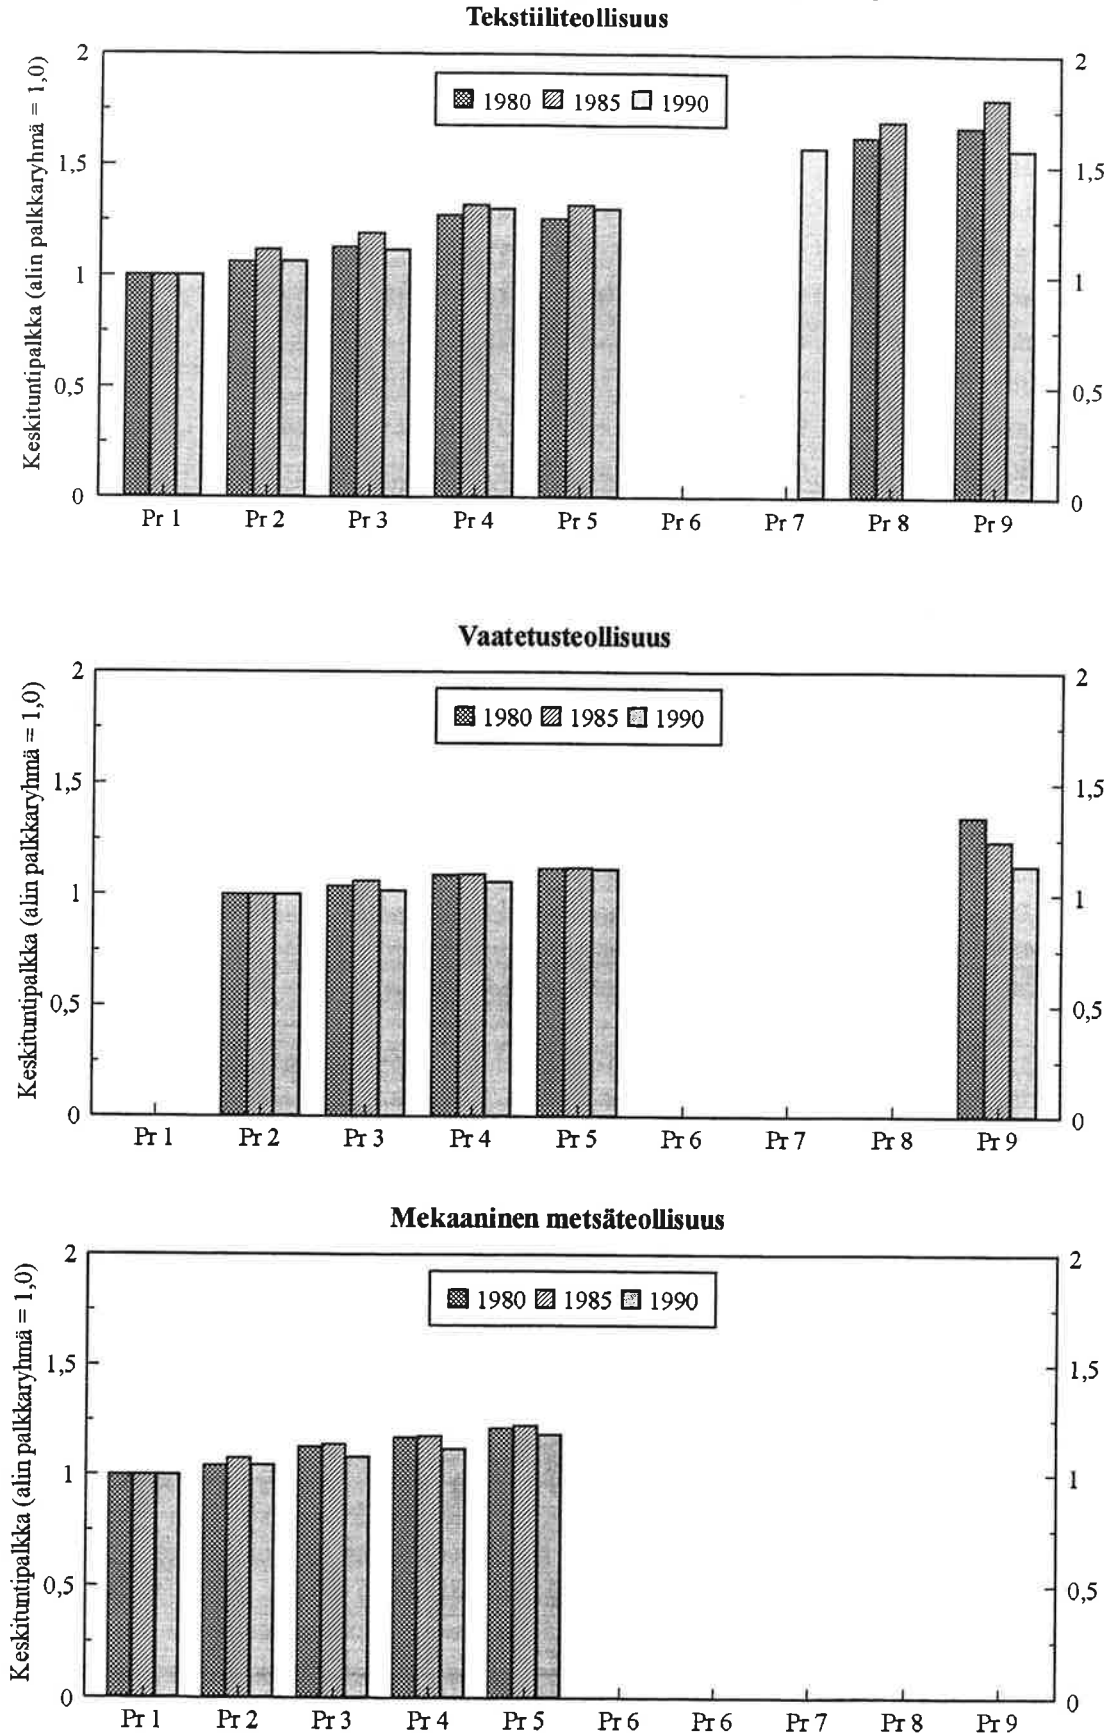 Tekstiiliteollisuus
Keskituntipalkka (alin palkkaryhmä = 1,0)
2
1,5
1
0,5
0
1980 1985 1990
2
1,5
1
0,5
0
Pr 1 Pr 2 Pr 3 Pr 4 Pr 5 Pr 6 Pr 7 Pr 8 Pr 9
Vaatetusteollisuus
Keskituntipalkka (alin palkkaryhmä = 1,0)
2
1,5
1
0,5
0
1980 1985 1990
2
1,5
1
0,5
0
Pr 1 Pr 2 Pr 3 Pr 4 Pr 5 Pr 6 Pr 7 Pr 8 Pr 9
Mekaaninen metsäteollisuus
Keskituntipalkka (alin palkkaryhmä = 1,0)
2
1,5
1
0,5
0
1980 1985 1990
2
1,5
1
0,5
0
Pr 1 Pr 2 Pr 3 Pr 4 Pr 5 Pr 6 Pr 6 Pr 7 Pr 8 Pr 9